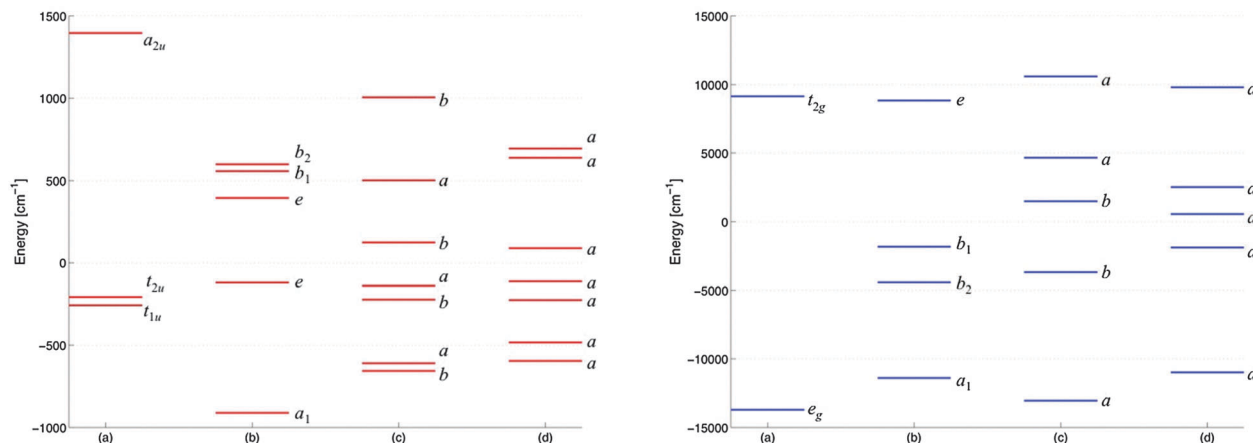 1500
1000
500
0
−500
−1000
Energy [cm⁻¹]
a₂ᵤ
t₂ᵤ
t₁ᵤ
b₂
b₁
e
e
a₁
b
a
b
a
b
a
b
a
a
a
a
a
a
a
(a)
(b)
(c)
(d)
15000
10000
5000
0
−5000
−10000
−15000
Energy [cm⁻¹]
t₂g
e_g
e
b₁
b₂
a₁
a
a
b
b
a
(a)
(b)
(c)
(d)